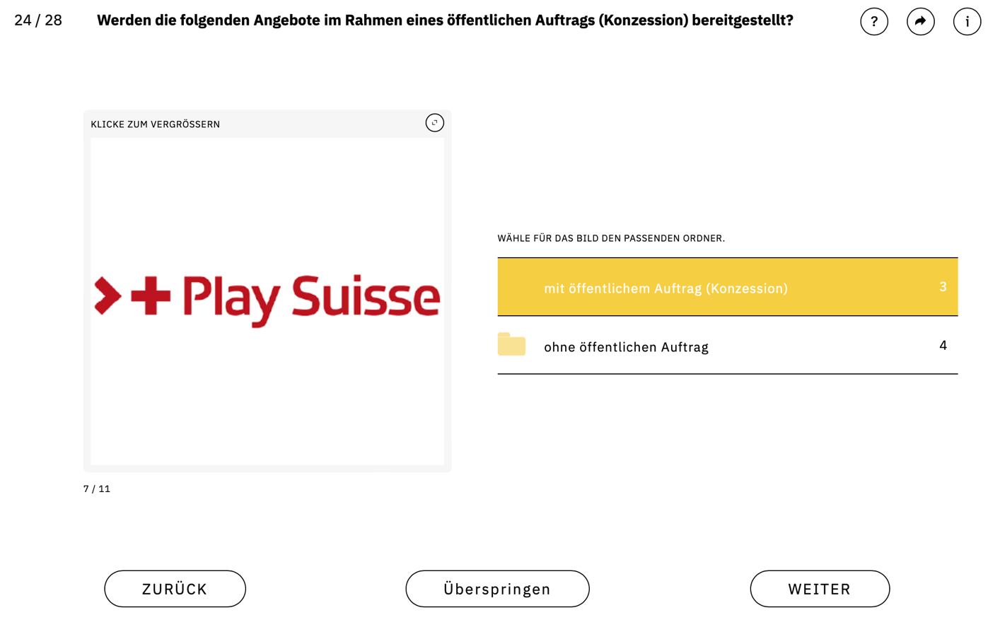 24 / 28
Werden die folgenden Angebote im Rahmen eines öffentlichen Auftrags (Konzession) bereitgestellt?
?
i
KLICKE ZUM VERGRÖSSERN
Play Suisse
7 / 11
WÄHLE FÜR DAS BILD DEN PASSENDEN ORDNER.
mit öffentlichem Auftrag (Konzession) 3
ohne öffentlichen Auftrag 4
ZURÜCK
Überspringen
WEITER